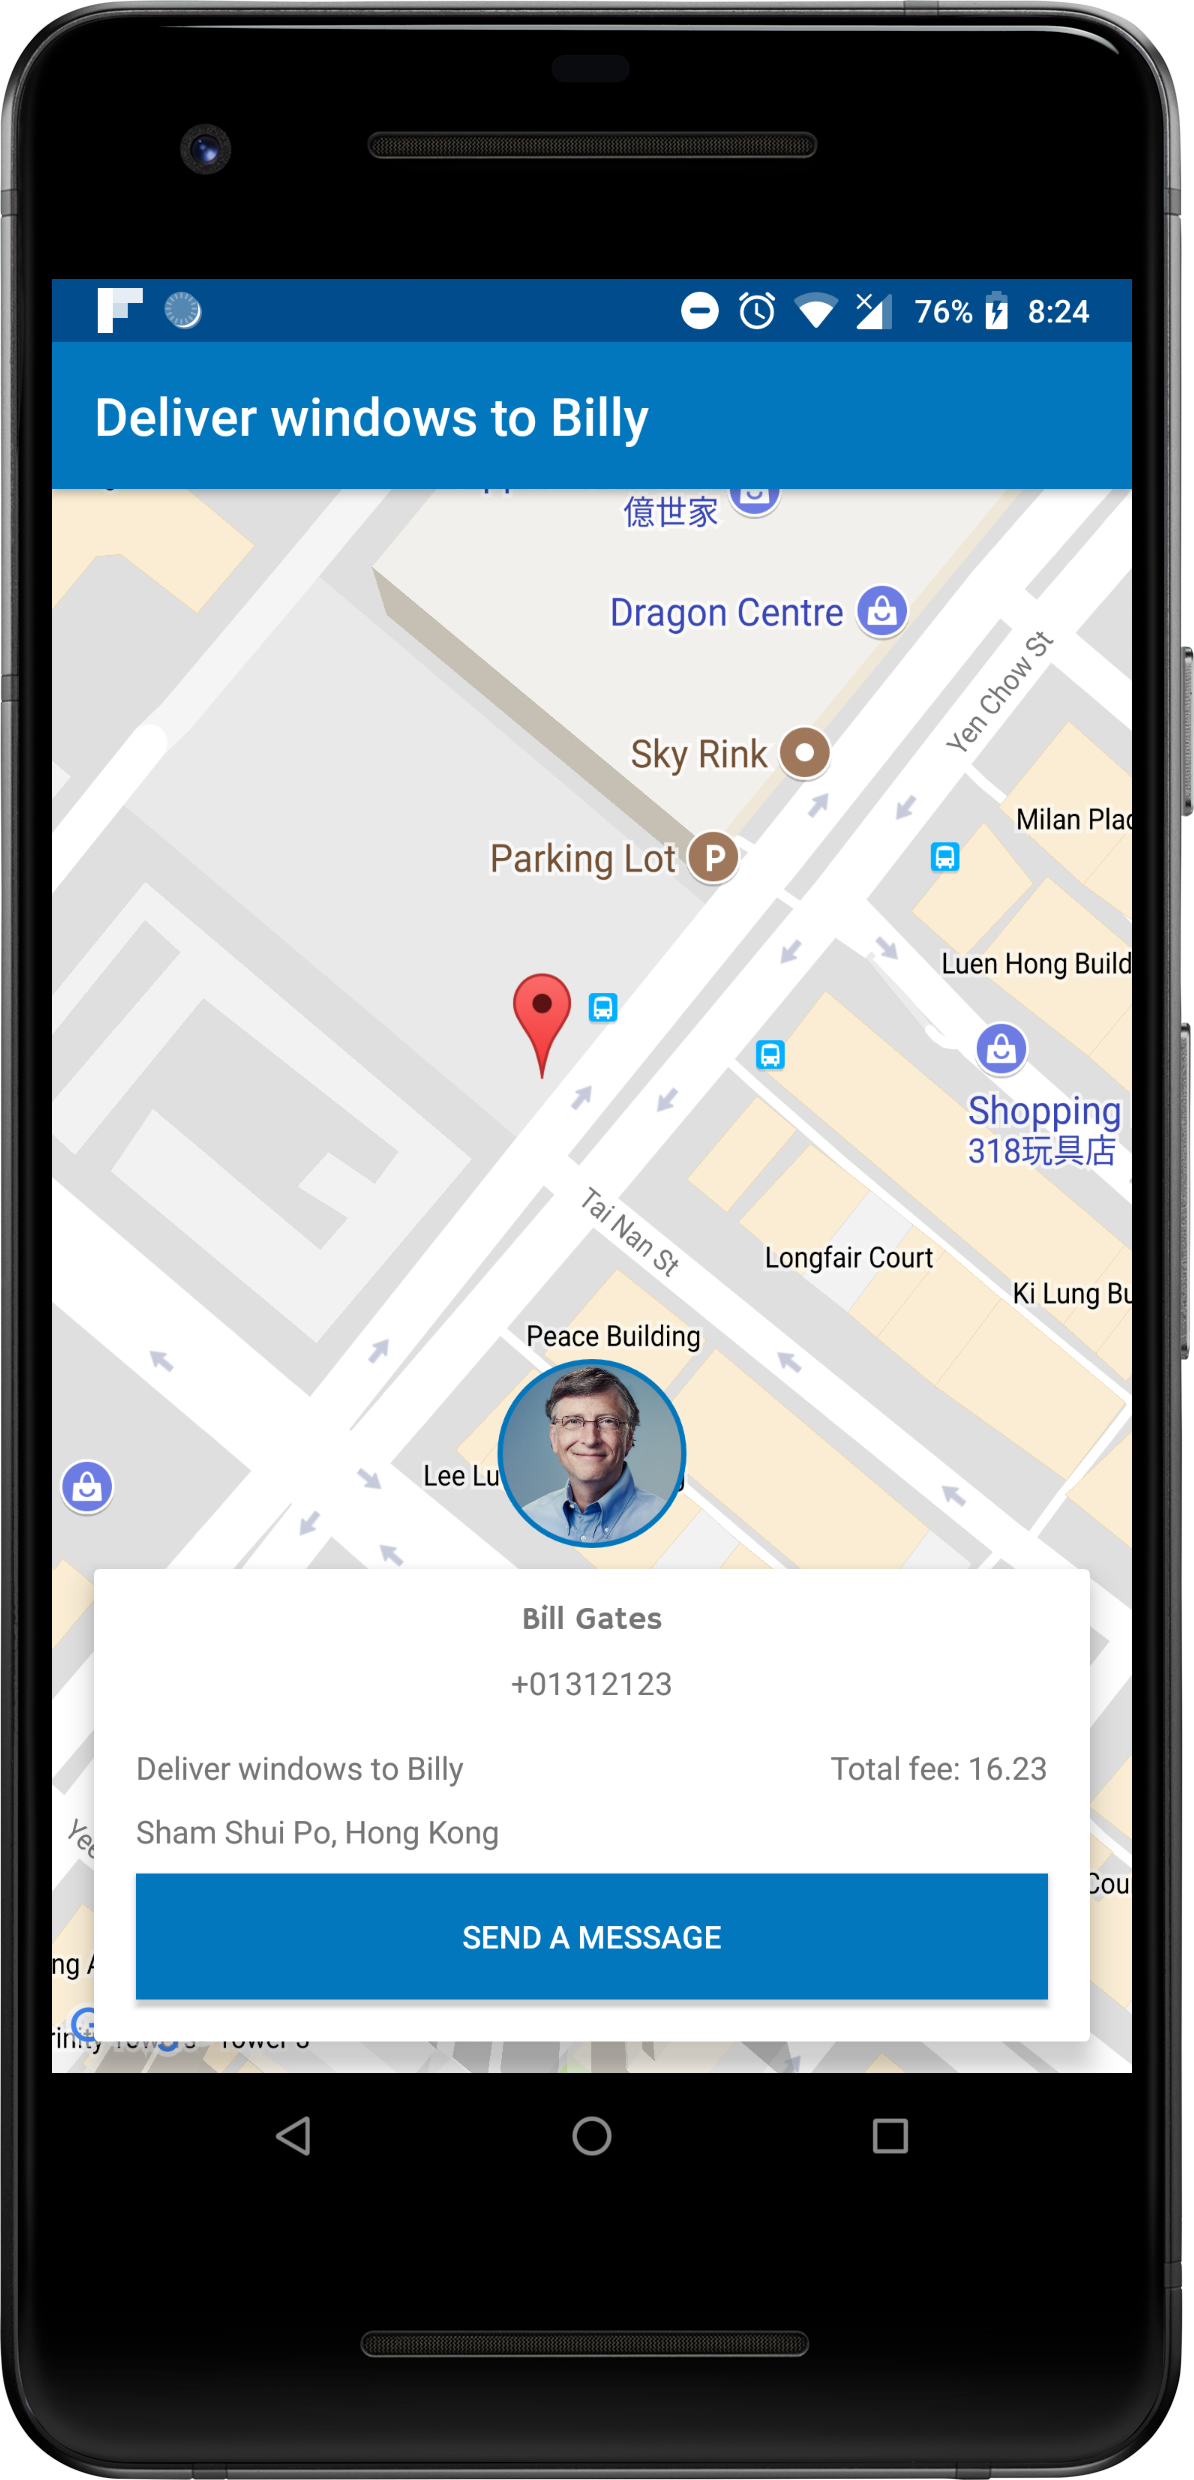 76% 8:24
Deliver windows to Billy
億世家
Dragon Centre
Yen Chow St
Sky Rink
Milan Plac
Parking Lot P
Luen Hong Build
Shopping
318玩具店
Tai Nan St
Longfair Court
Ki Lung Bu
Peace Building
Lee Lu
Bill Gates
+01312123
Deliver windows to Billy
Total fee: 16.23
Sham Shui Po, Hong Kong
Yee
Cou
SEND A MESSAGE
ng A